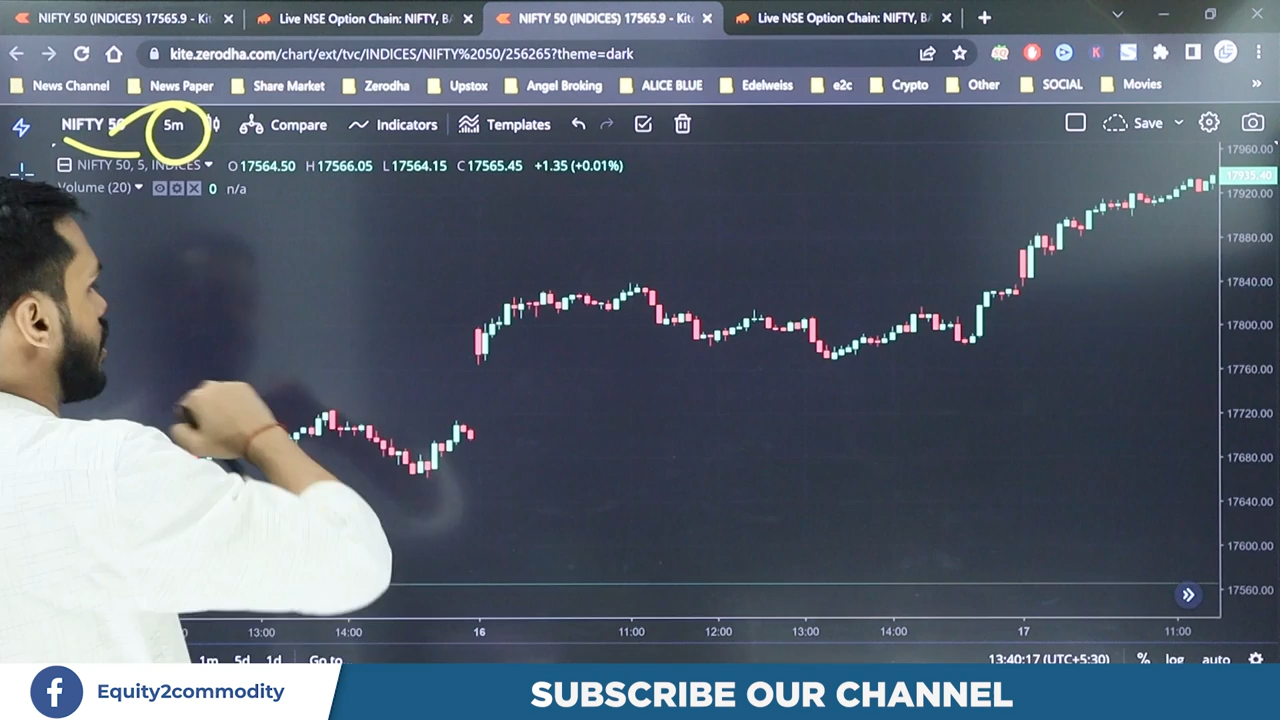 NIFTY 50 (INDICES) 17565.9 - Kit
Live NSE Option Chain: NIFTY, BA
NIFTY 50 (INDICES) 17565.9 - Kit
Live NSE Option Chain: NIFTY, B
kite.zerodha.com/chart/ext/tvc/INDICES/NIFTY%2050/256265?theme=dark
News Channel News Paper Share Market Zerodha Upstox Angel Broking ALICE BLUE Edelweiss e2c Crypto Other SOCIAL Movies »
NIFTY 50 5m Compare Indicators Templates Save
NIFTY 50, 5, INDICES O17564.50 H17566.05 L17564.15 C17565.45 +1.35 (+0.01%)
Volume (20) 0 n/a
17960.00
17935.40
17920.00
17880.00
17840.00
17800.00
17760.00
17720.00
17680.00
17640.00
17600.00
17560.00
13:00 14:00 16 11:00 12:00 13:00 14:00 17 11:00
1m 5d 1d Go to 13:40:17 (UTC+5:30) % log auto
Equity2commodity
SUBSCRIBE OUR CHANNEL